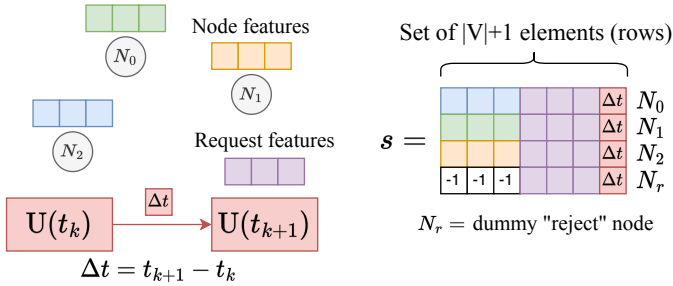 Node features
N₀
N₁
N₂
Request features
Δt
U(tₖ)
U(tₖ₊₁)
Δt = tₖ₊₁ − tₖ
Set of |V|+1 elements (rows)
s =
Δt N₀
Δt N₁
Δt N₂
-1 -1 -1 Δt Nᵣ
Nᵣ = dummy "reject" node